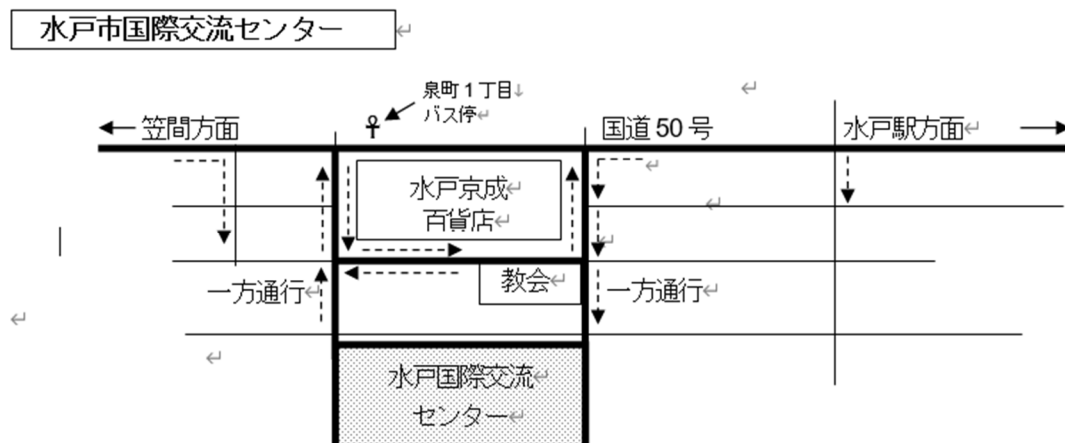 水戸市国際交流センター
泉町1丁目
バス停
笠間方面
国道50号
水戸駅方面
水戸京成
百貨店
一方通行
教会
一方通行
水戸国際交流
センター